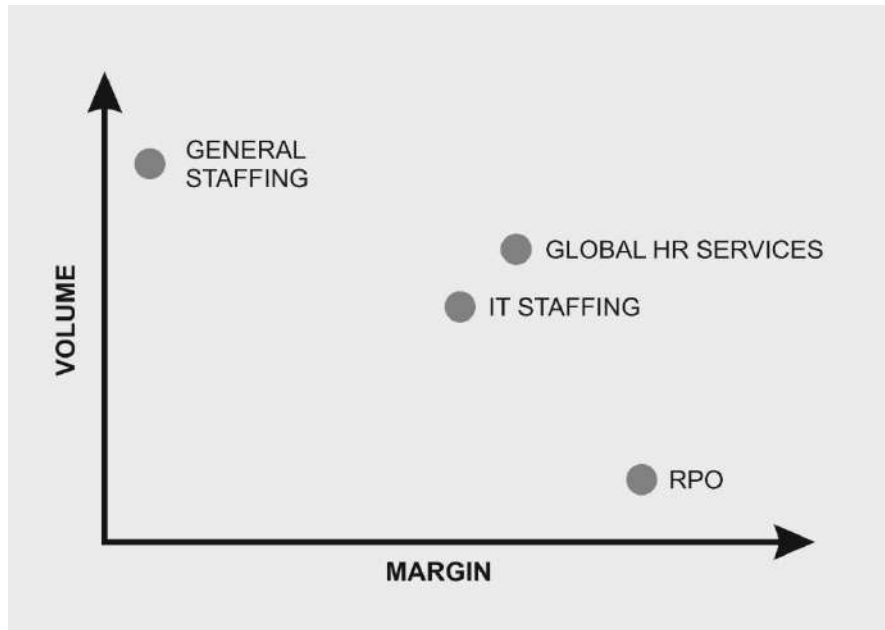 GENERAL
STAFFING
GLOBAL HR SERVICES
IT STAFFING
RPO
VOLUME
MARGIN